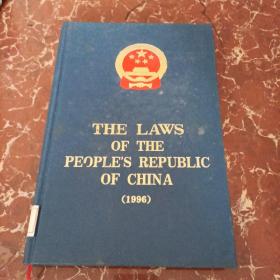 THE LAWS
OF THE
PEOPLE'S REPUBLIC
OF CHINA
(1996)